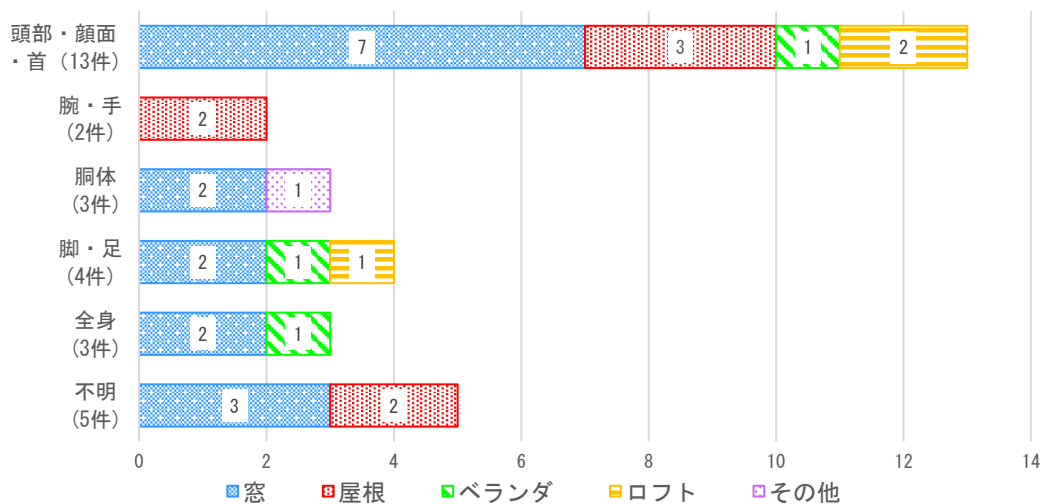 頭部・顔面
・首（13件）
7 3 1 2
腕・手
（2件）
2
胴体
（3件）
2 1
脚・足
（4件）
2 1 1
全身
（3件）
2 1
不明
（5件）
3 2
0 2 4 6 8 10 12 14
窓 屋根 ベランダ ロフト その他